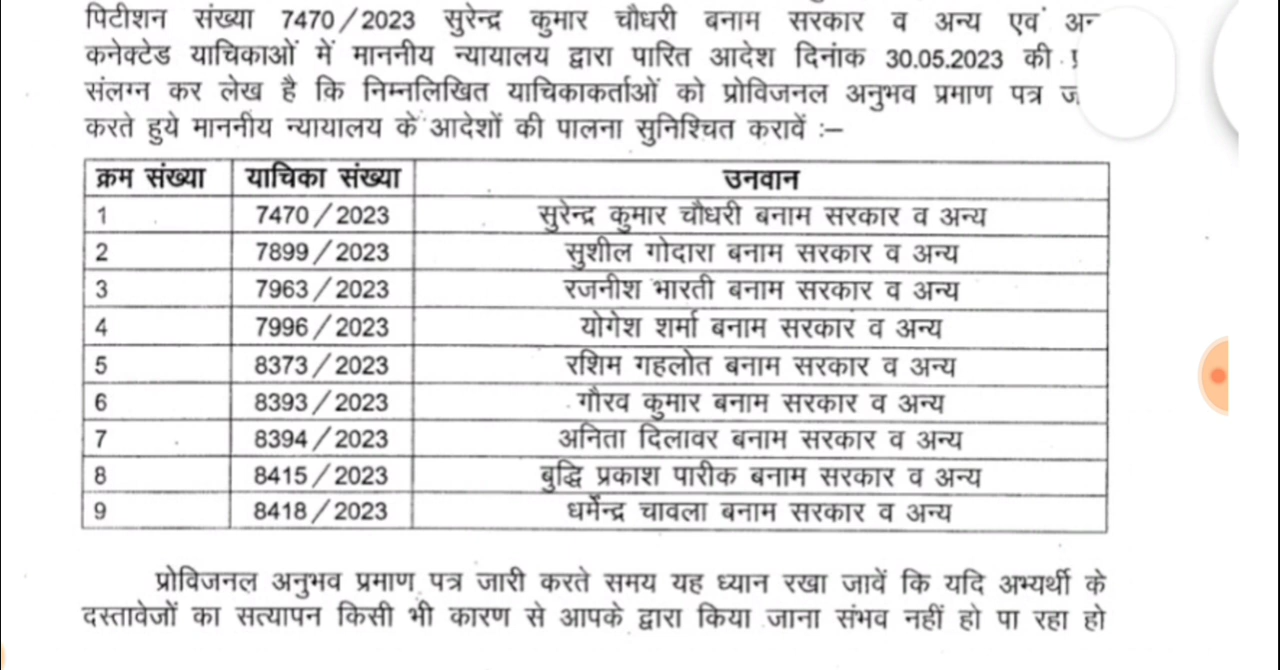 पिटीशन संख्या 7470/2023 सुरेन्द्र कुमार चौधरी बनाम सरकार व अन्य एवं
कनेक्टेड याचिकाओं में माननीय न्यायालय द्वारा पारित आदेश दिनांक 30.05.2023 की
संलग्न कर लेख है कि निम्नलिखित याचिकाकर्ताओं को प्रोविजनल अनुभव प्रमाण पत्र
करते हुये माननीय न्यायालय के आदेशों की पालना सुनिश्चित करावें :–
क्रम संख्या याचिका संख्या उनवान
1 7470/2023 सुरेन्द्र कुमार चौधरी बनाम सरकार व अन्य
2 7899/2023 सुशील गोदारा बनाम सरकार व अन्य
3 7963/2023 रजनीश भारती बनाम सरकार व अन्य
4 7996/2023 योगेश शर्मा बनाम सरकार व अन्य
5 8373/2023 रशिम गहलोत बनाम सरकार व अन्य
6 8393/2023 गौरव कुमार बनाम सरकार व अन्य
7 8394/2023 अनिता दिलावर बनाम सरकार व अन्य
8 8415/2023 बुद्धि प्रकाश पारीक बनाम सरकार व अन्य
9 8418/2023 धर्मेन्द्र चावला बनाम सरकार व अन्य
प्रोविजनल अनुभव प्रमाण पत्र जारी करते समय यह ध्यान रखा जावें कि यदि अभ्यर्थी के
दस्तावेजों का सत्यापन किसी भी कारण से आपके द्वारा किया जाना संभव नहीं हो पा रहा हो